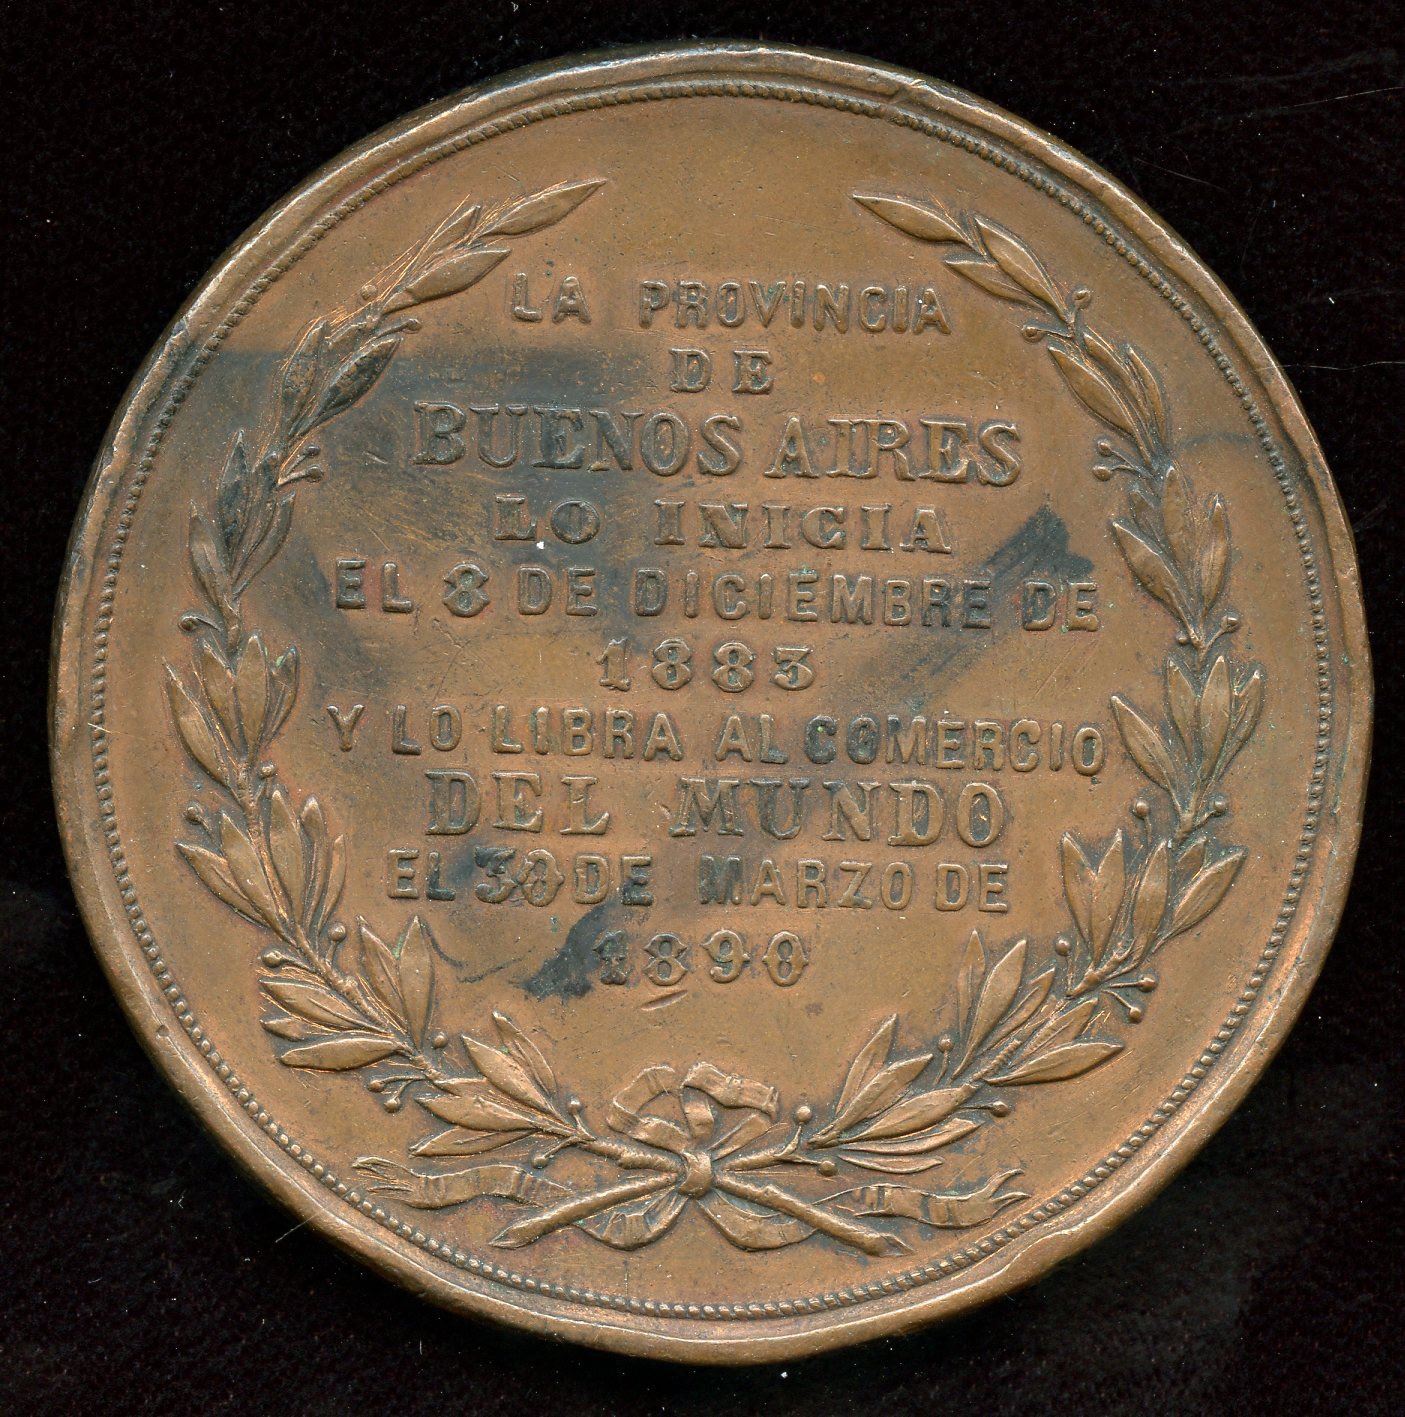 LA PROVINCIA
DE
BUENOS AIRES
LO INICIA
EL 8 DE DICIEMBRE DE
1883
Y LO LIBRA AL COMERCIO
DEL MUNDO
EL 30 DE MARZO DE
1890